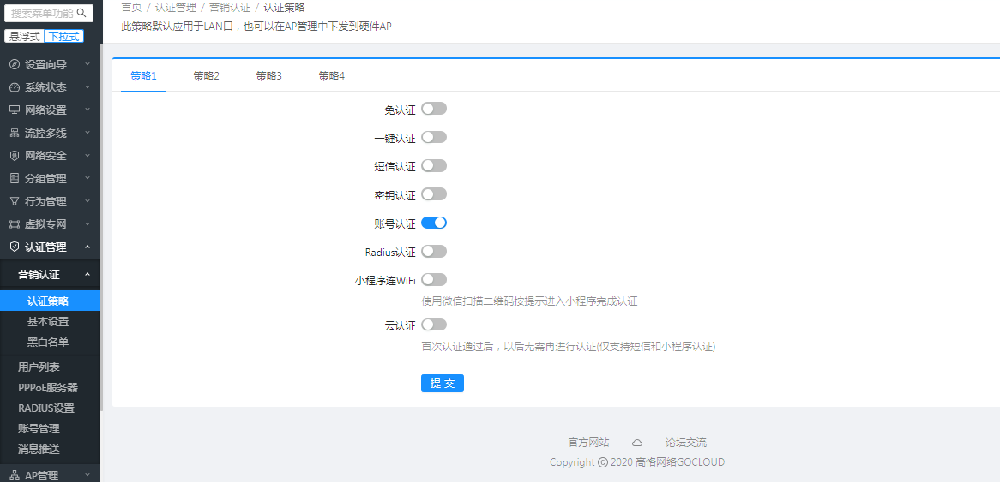 搜索菜单功能
悬浮式 下拉式
设置向导
系统状态
网络设置
流控多线
网络安全
分组管理
行为管理
虚拟专网
认证管理
营销认证
认证策略
基本设置
黑白名单
用户列表
PPPoE服务器
RADIUS设置
账号管理
消息推送
AP管理
首页 / 认证管理 / 营销认证 / 认证策略
此策略默认应用于LAN口，也可以在AP管理中下发到硬件AP
策略1 策略2 策略3 策略4
免认证
一键认证
短信认证
密钥认证
账号认证
Radius认证
小程序连WiFi
使用微信扫描二维码按提示进入小程序完成认证
云认证
首次认证通过后，以后无需再进行认证(仅支持短信和小程序认证)
提 交
官方网站 论坛交流
Copyright © 2020 高恪网络GOCLOUD